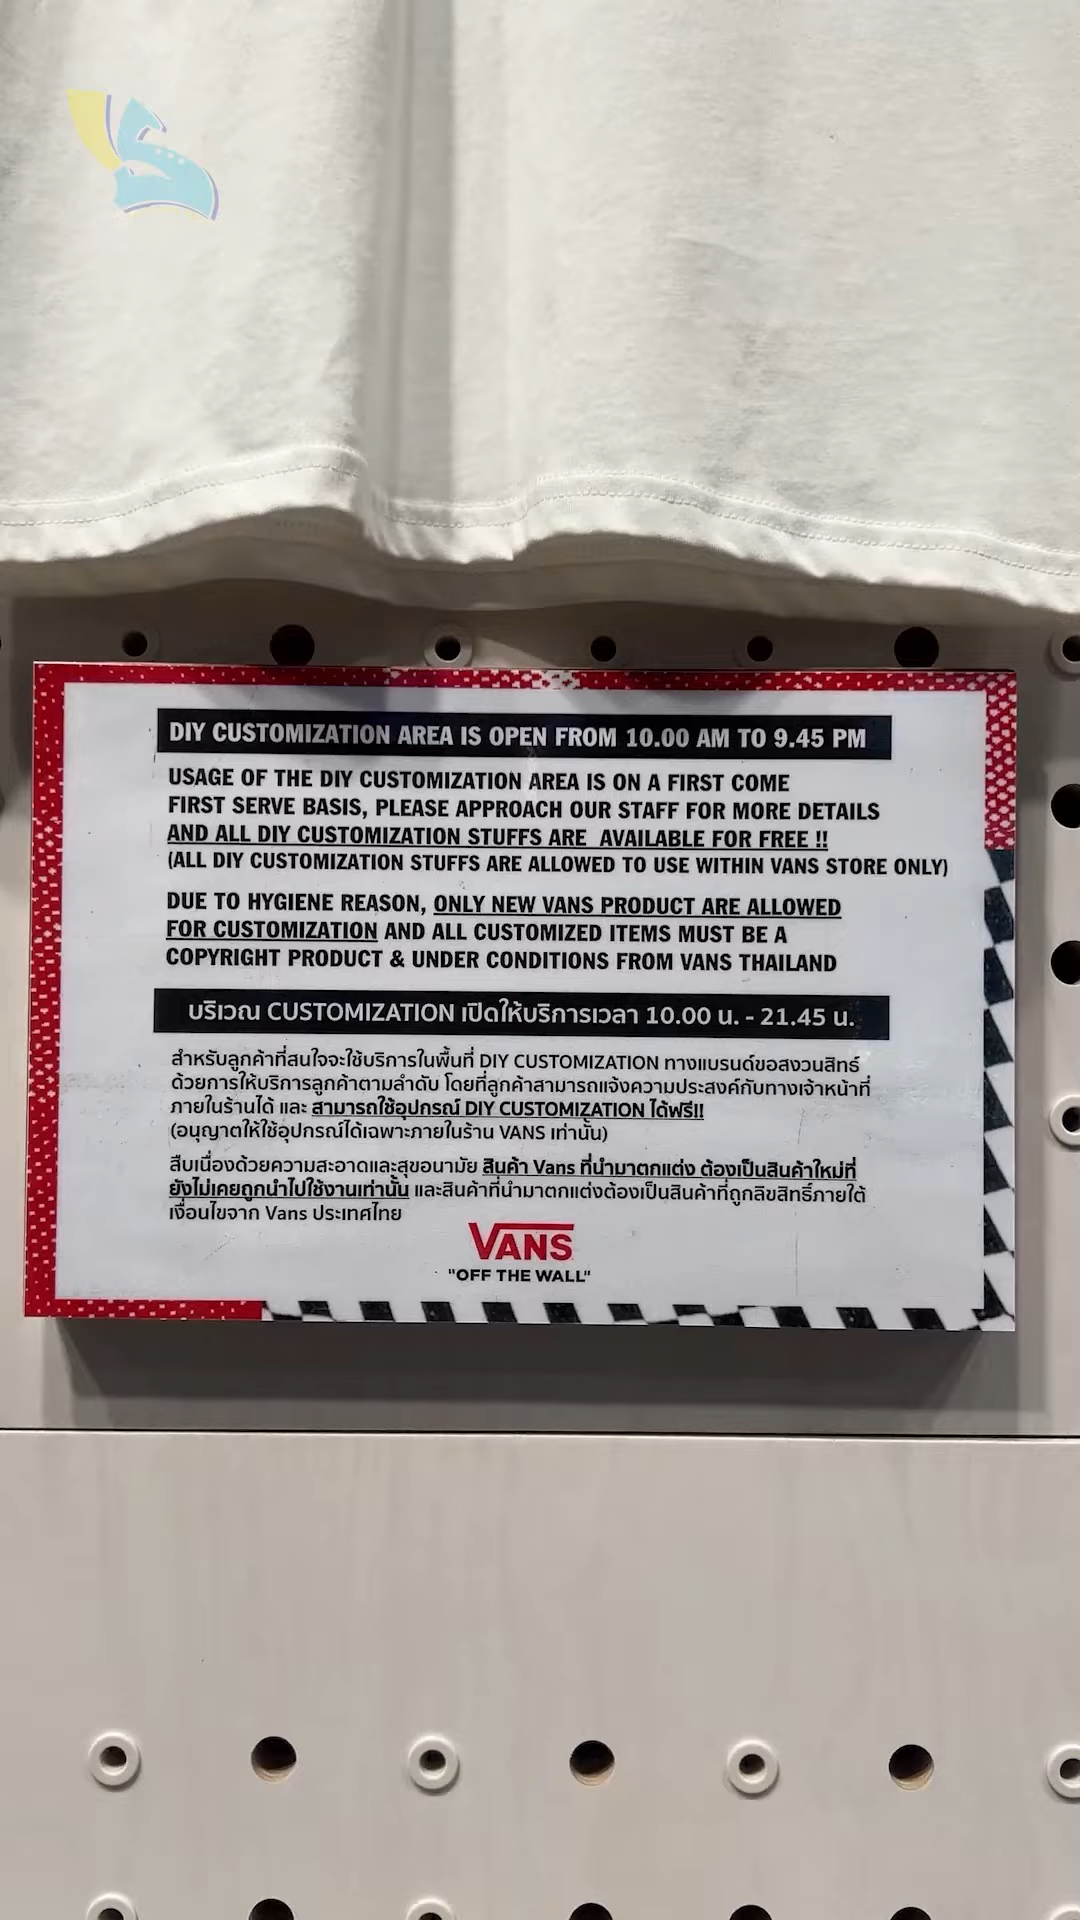 DIY CUSTOMIZATION AREA IS OPEN FROM 10.00 AM TO 9.45 PM
USAGE OF THE DIY CUSTOMIZATION AREA IS ON A FIRST COME
FIRST SERVE BASIS, PLEASE APPROACH OUR STAFF FOR MORE DETAILS
AND ALL DIY CUSTOMIZATION STUFFS ARE AVAILABLE FOR FREE !!
(ALL DIY CUSTOMIZATION STUFFS ARE ALLOWED TO USE WITHIN VANS STORE ONLY)
DUE TO HYGIENE REASON, ONLY NEW VANS PRODUCT ARE ALLOWED
FOR CUSTOMIZATION AND ALL CUSTOMIZED ITEMS MUST BE A
COPYRIGHT PRODUCT & UNDER CONDITIONS FROM VANS THAILAND
บริเวณ CUSTOMIZATION เปิดให้บริการเวลา 10.00 น. - 21.45 น.
สำหรับลูกค้าที่สนใจจะใช้บริการในพื้นที่ DIY CUSTOMIZATION ทางแบรนด์ขอสงวนสิทธ์
ด้วยการให้บริการลูกค้าตามลำดับ โดยที่ลูกค้าสามารถแจ้งความประสงค์กับทางเจ้าหน้าที่
ภายในร้านได้ และ สามารถใช้อุปกรณ์ DIY CUSTOMIZATION ได้ฟรี!!
(อนุญาตให้ใช้อุปกรณ์ได้เฉพาะภายในร้าน VANS เท่านั้น)
สืบเนื่องด้วยความสะอาดและสุขอนามัย สินค้า Vans ที่นำมาตกแต่ง ต้องเป็นสินค้าใหม่ที่
ยังไม่เคยถูกนำไปใช้งานเท่านั้น และสินค้าที่นำมาตกแต่งต้องเป็นสินค้าที่ถูกลิขสิทธิ์ภายใต้
เงื่อนไขจาก Vans ประเทศไทย
VANS
"OFF THE WALL"